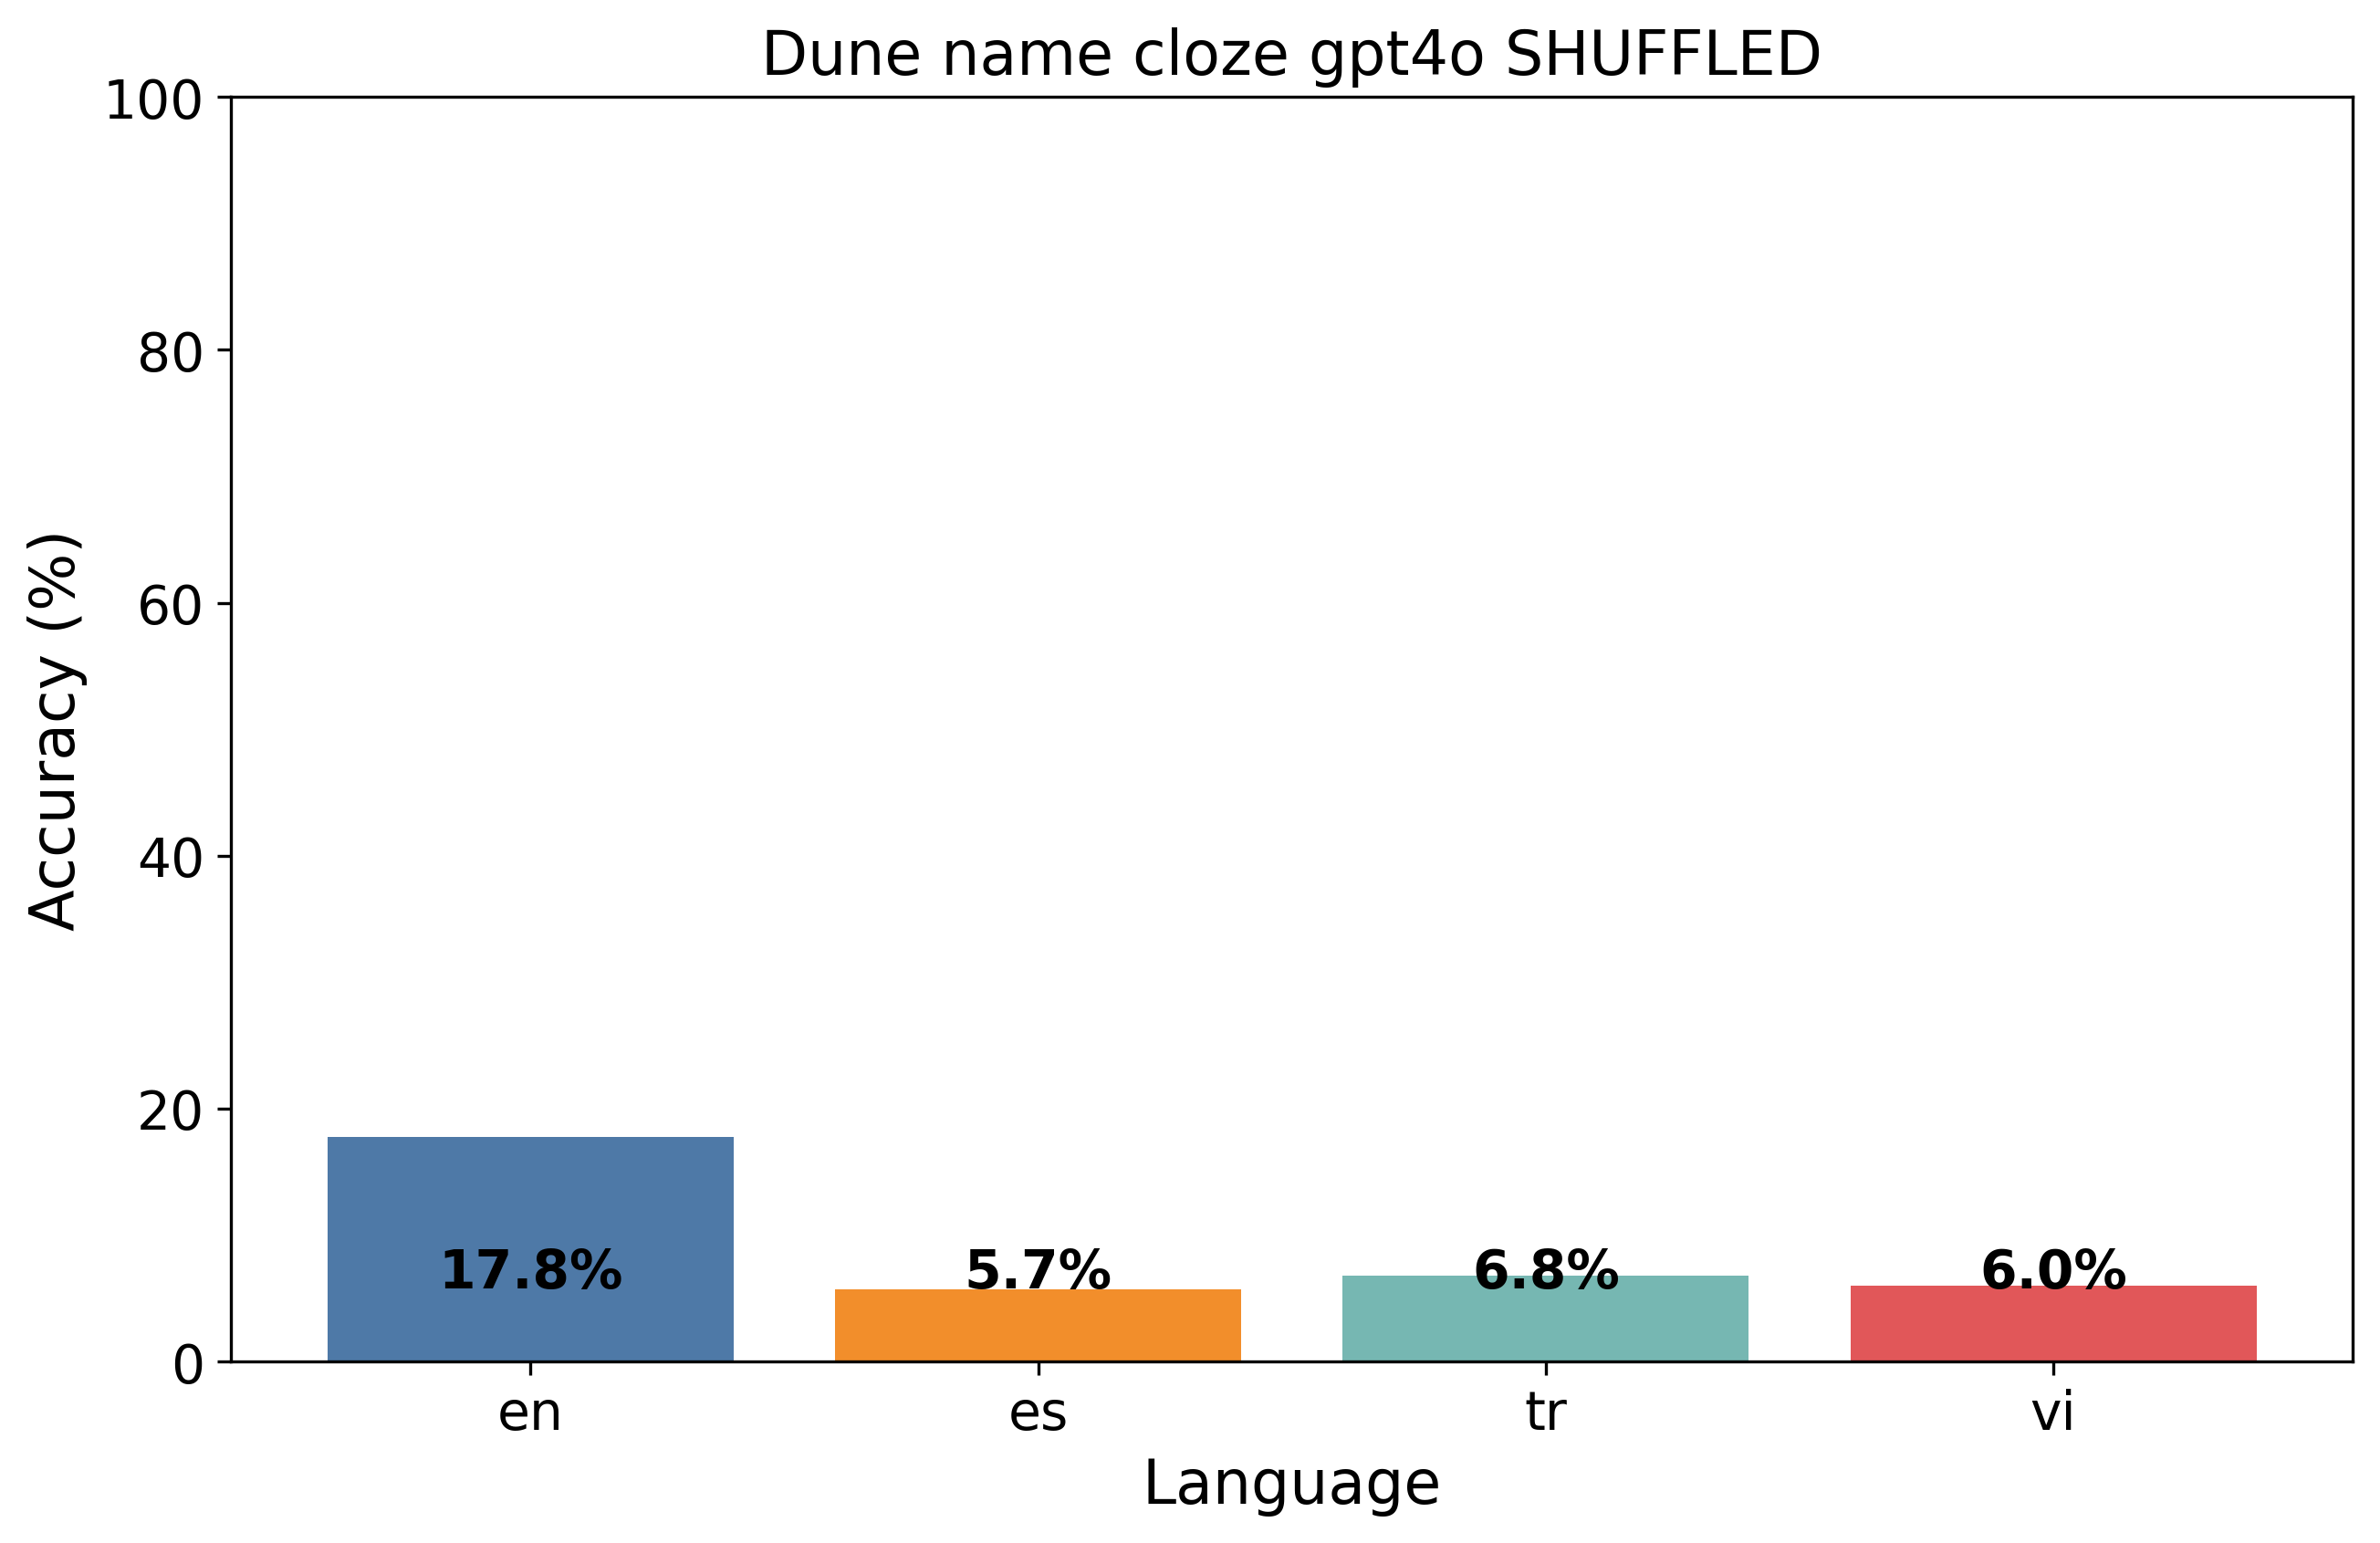 Dune name cloze gpt4o SHUFFLED
100
80
60
40
20
0
Accuracy (%)
17.8%
5.7%
6.8%
6.0%
en
es
tr
vi
Language